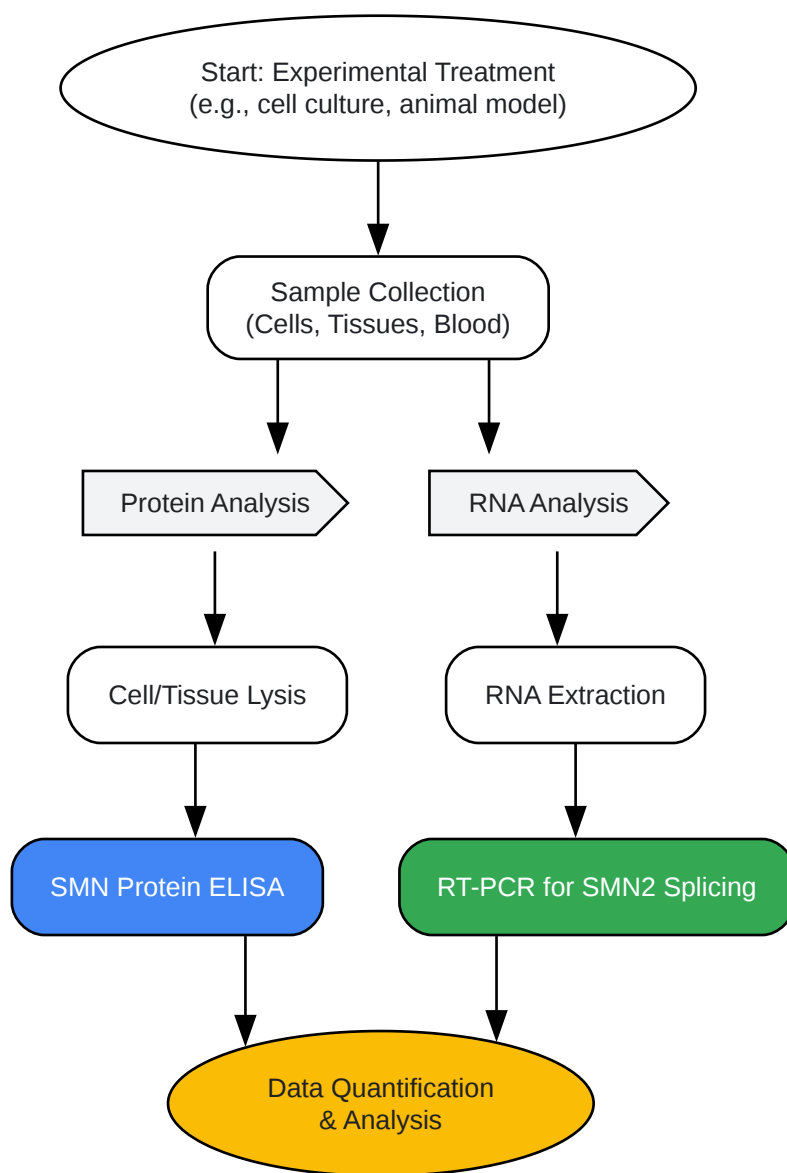 Start: Experimental Treatment
(e.g., cell culture, animal model)
Sample Collection
(Cells, Tissues, Blood)
Protein Analysis
RNA Analysis
Cell/Tissue Lysis
RNA Extraction
SMN Protein ELISA
RT-PCR for SMN2 Splicing
Data Quantification
& Analysis